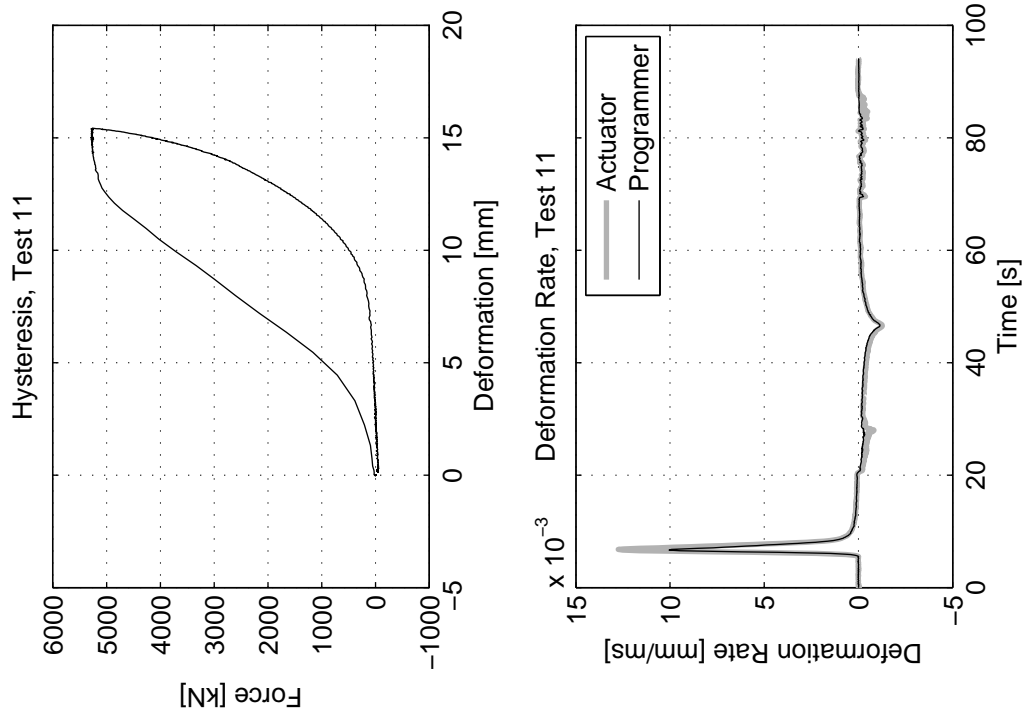 Hysteresis, Test 11
6000
5000
4000
3000
2000
1000
0
−1000
Force [kN]
−5
0
5
10
15
20
Deformation [mm]
x 10−3
Deformation Rate, Test 11
15
10
5
0
−5
Deformation Rate [mm/ms]
0
20
40
60
80
100
Time [s]
Actuator
Programmer